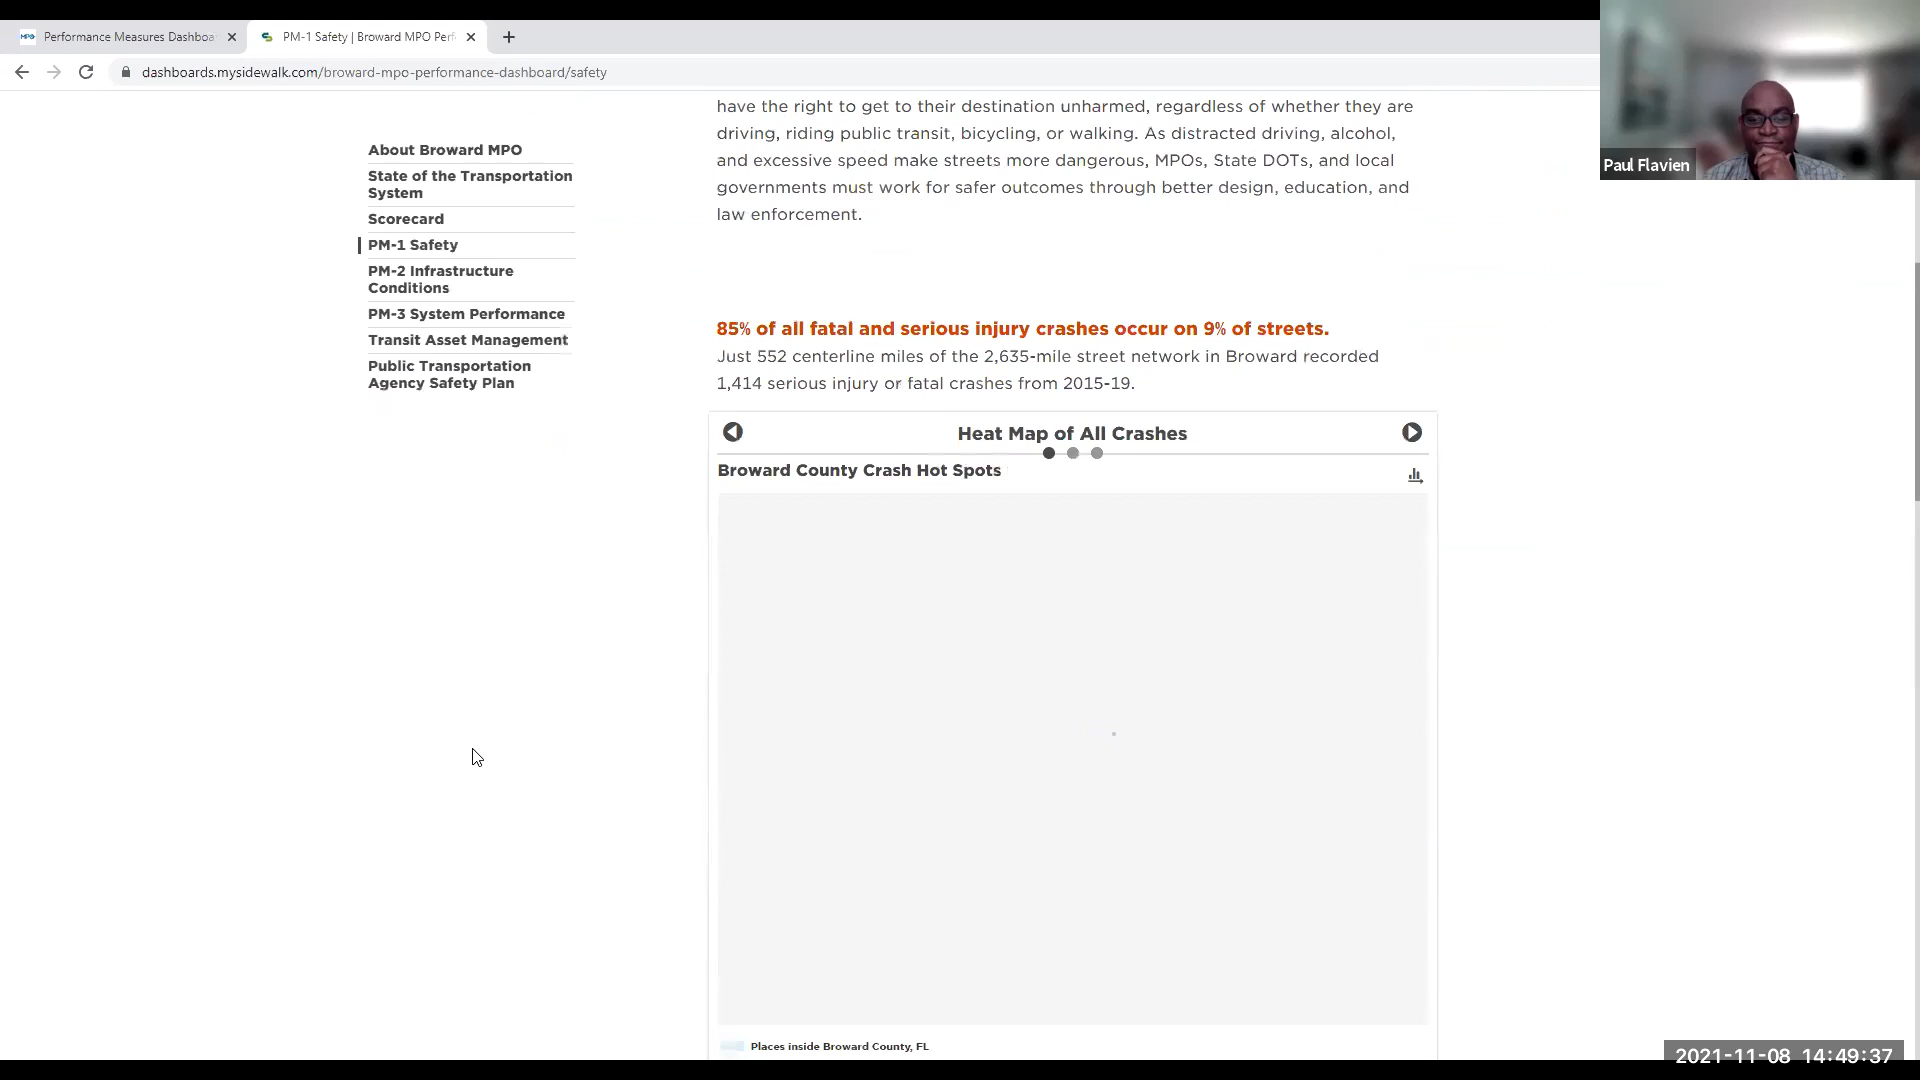 Performance Measures Dashboa
PM-1 Safety | Broward MPO Perf
dashboards.mysidewalk.com/broward-mpo-performance-dashboard/safety
Paul Flavien
About Broward MPO
State of the Transportation
System
Scorecard
PM-1 Safety
PM-2 Infrastructure
Conditions
PM-3 System Performance
Transit Asset Management
Public Transportation
Agency Safety Plan
have the right to get to their destination unharmed, regardless of whether they are
driving, riding public transit, bicycling, or walking. As distracted driving, alcohol,
and excessive speed make streets more dangerous, MPOs, State DOTs, and local
governments must work for safer outcomes through better design, education, and
law enforcement.
85% of all fatal and serious injury crashes occur on 9% of streets.
Just 552 centerline miles of the 2,635-mile street network in Broward recorded
1,414 serious injury or fatal crashes from 2015-19.
Heat Map of All Crashes
Broward County Crash Hot Spots
Places inside Broward County, FL
2021-11-08 14:49:37